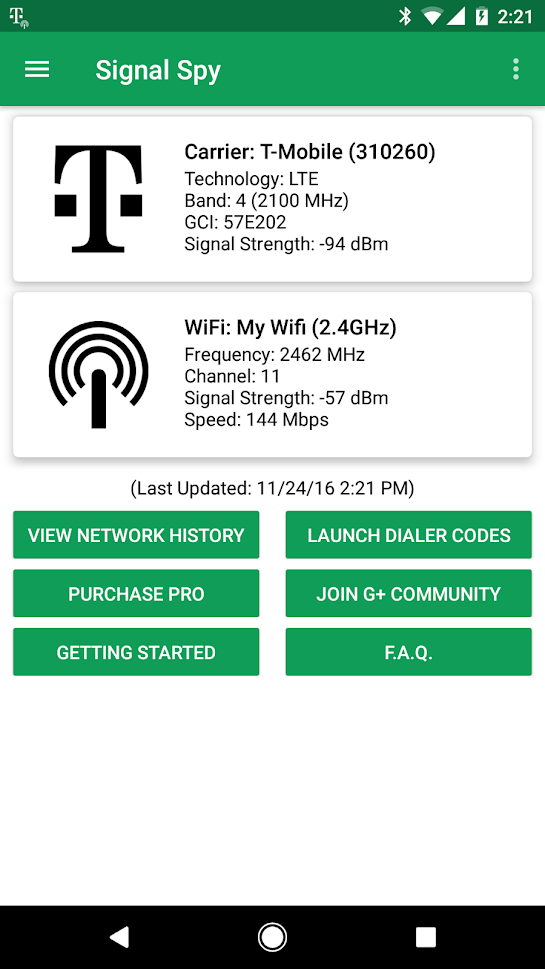 2:21
Signal Spy
Carrier: T-Mobile (310260)
Technology: LTE
Band: 4 (2100 MHz)
GCI: 57E202
Signal Strength: -94 dBm
WiFi: My Wifi (2.4GHz)
Frequency: 2462 MHz
Channel: 11
Signal Strength: -57 dBm
Speed: 144 Mbps
(Last Updated: 11/24/16 2:21 PM)
VIEW NETWORK HISTORY
LAUNCH DIALER CODES
PURCHASE PRO
JOIN G+ COMMUNITY
GETTING STARTED
F.A.Q.